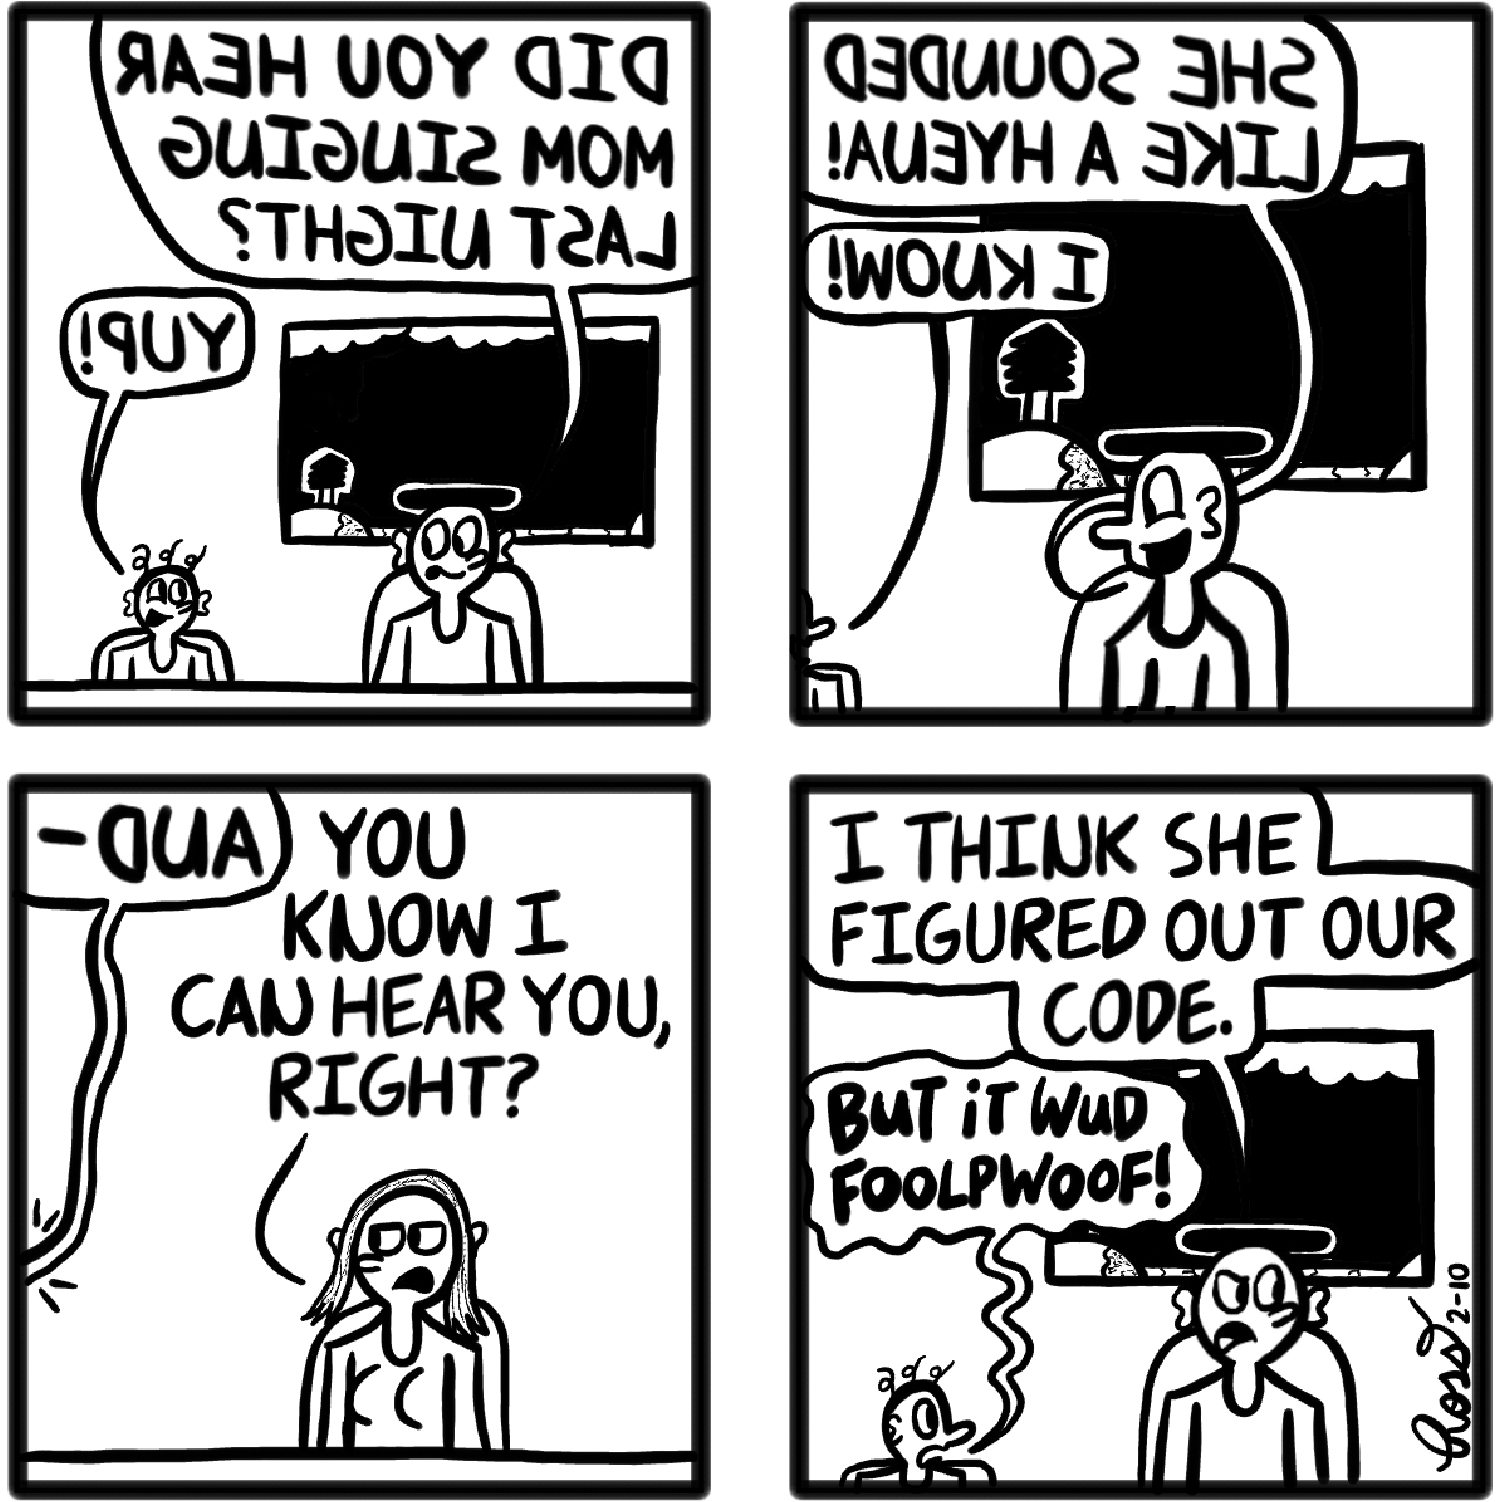 DID YOU HEAR
MOM SINGING
LAST NIGHT?
YUP!
SHE SOUNDED
LIKE A HYENA!
I KNOW!
AND-
YOU
KNOW I
CAN HEAR YOU,
RIGHT?
I THINK SHE
FIGURED OUT OUR
CODE.
BUT iT WUD
FOOLPWOOF!
Ross 2-10